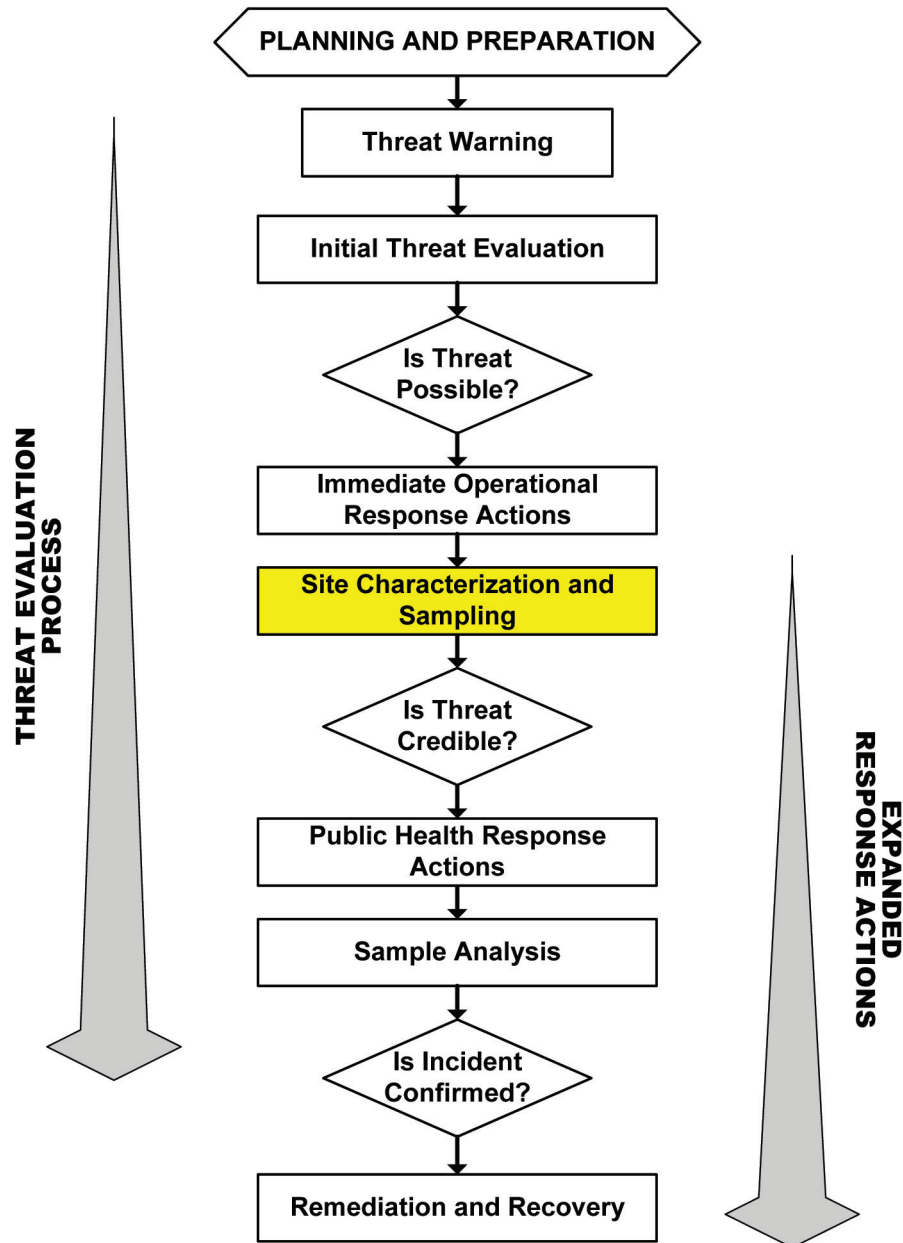 PLANNING AND PREPARATION
Threat Warning
Initial Threat Evaluation
Is Threat
Possible?
Immediate Operational
Response Actions
Site Characterization and
Sampling
Is Threat
Credible?
Public Health Response
Actions
Sample Analysis
Is Incident
Confirmed?
Remediation and Recovery
THREAT EVALUATION
PROCESS
EXPANDED
RESPONSE ACTIONS